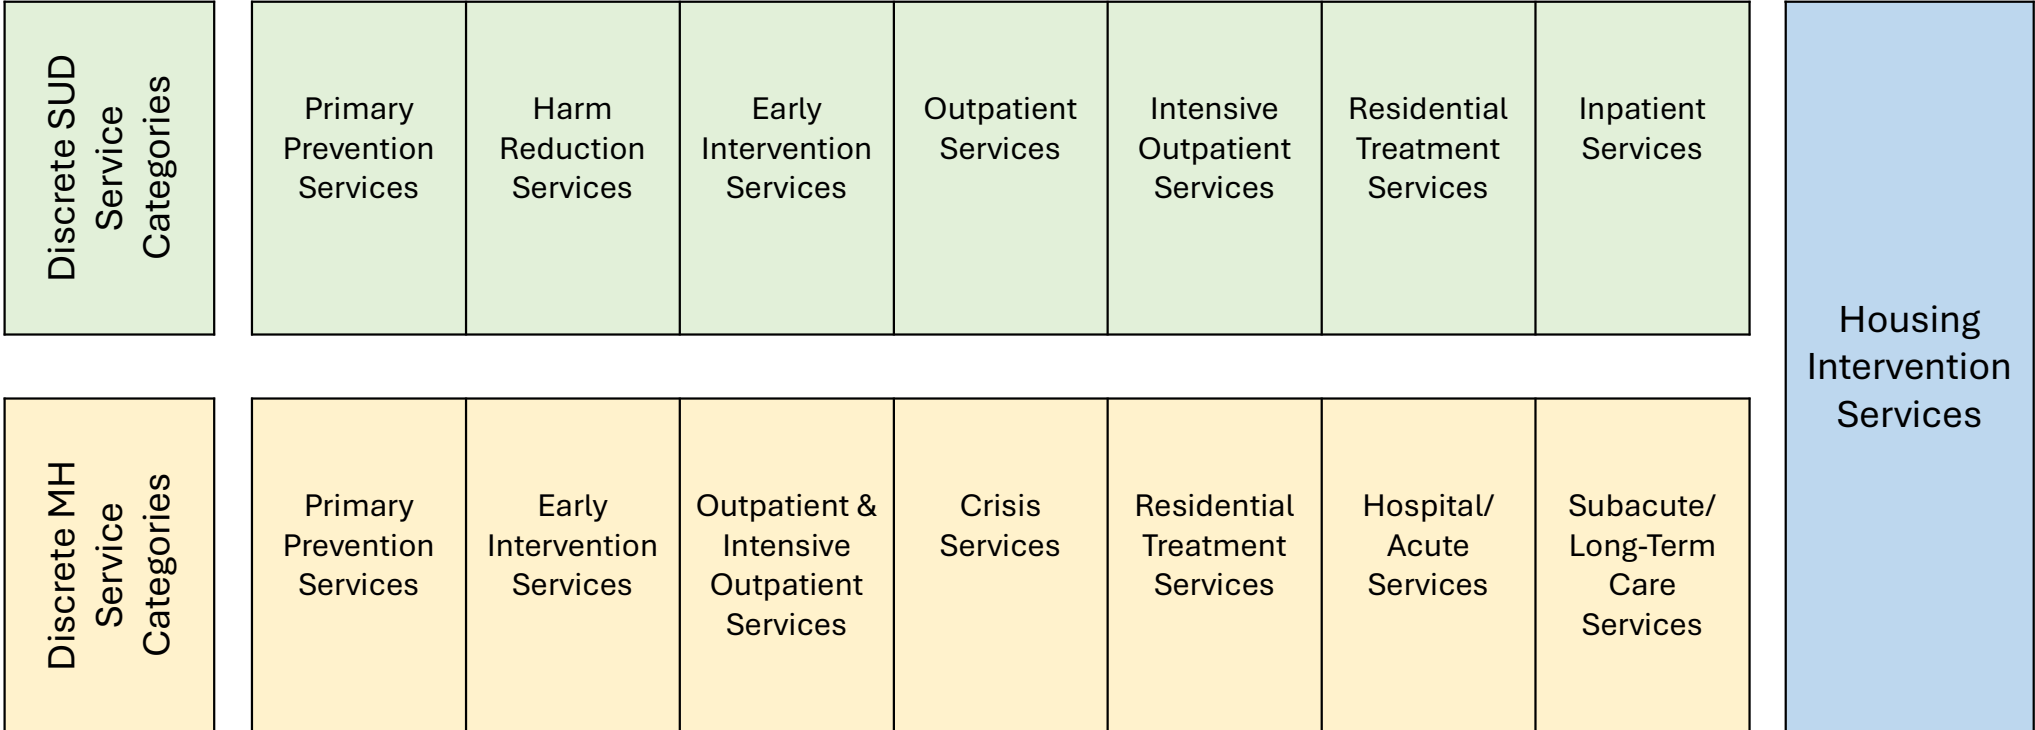 Discrete SUD
Service
Categories
Primary
Prevention
Services
Harm
Reduction
Services
Early
Intervention
Services
Outpatient
Services
Intensive
Outpatient
Services
Residential
Treatment
Services
Inpatient
Services
Housing
Intervention
Services
Discrete MH
Service
Categories
Primary
Prevention
Services
Early
Intervention
Services
Outpatient &
Intensive
Outpatient
Services
Crisis
Services
Residential
Treatment
Services
Hospital/
Acute
Services
Subacute/
Long-Term
Care
Services